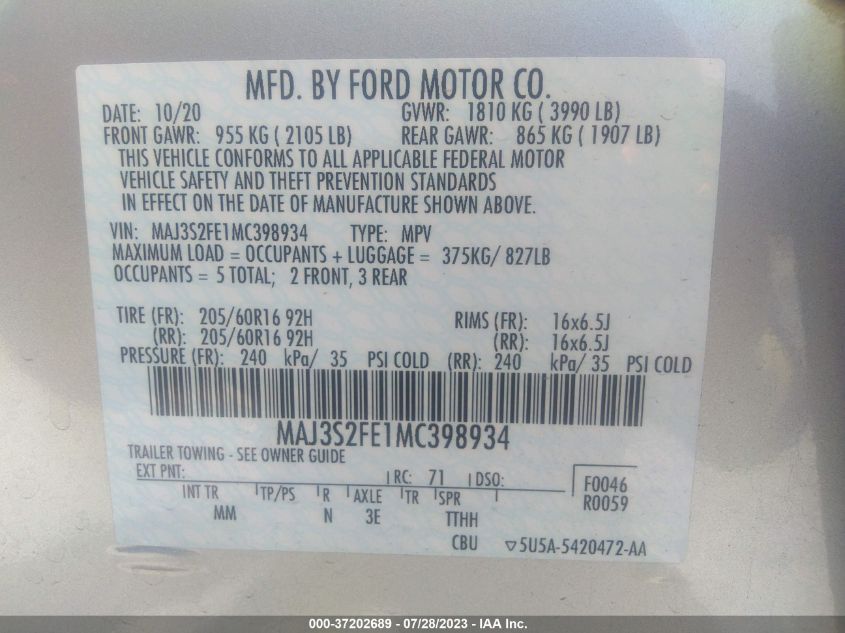 MFD. BY FORD MOTOR CO.
DATE: 10/20 GVWR: 1810 KG ( 3990 LB)
FRONT GAWR: 955 KG ( 2105 LB) REAR GAWR: 865 KG ( 1907 LB)
THIS VEHICLE CONFORMS TO ALL APPLICABLE FEDERAL MOTOR
VEHICLE SAFETY AND THEFT PREVENTION STANDARDS
IN EFFECT ON THE DATE OF MANUFACTURE SHOWN ABOVE.
VIN: MAJ3S2FE1MC398934 TYPE: MPV
MAXIMUM LOAD = OCCUPANTS + LUGGAGE = 375KG/ 827LB
OCCUPANTS = 5 TOTAL; 2 FRONT, 3 REAR
TIRE (FR): 205/60R16 92H RIMS (FR): 16x6.5J
(RR): 205/60R16 92H (RR): 16x6.5J
PRESSURE (FR): 240 kPa/ 35 PSI COLD (RR): 240 kPa/ 35 PSI COLD
MAJ3S2FE1MC398934
TRAILER TOWING - SEE OWNER GUIDE
EXT PNT: RC: 71 DSO: F0046
INT TR TP/PS R AXLE TR SPR R0059
MM N 3E TTHH
CBU ▽5U5A-5420472-AA
000-37202689 - 07/28/2023 - IAA Inc.